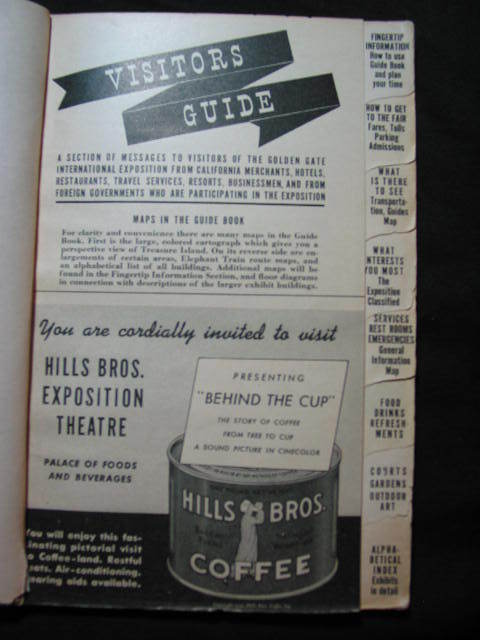 VISITORS
GUIDE
A SECTION OF MESSAGES TO VISITORS OF THE GOLDEN GATE
INTERNATIONAL EXPOSITION FROM CALIFORNIA MERCHANTS, HOTELS,
RESTAURANTS, TRAVEL SERVICES, RESORTS, BUSINESSMEN, AND FROM
FOREIGN GOVERNMENTS WHO ARE PARTICIPATING IN THE EXPOSITION
MAPS IN THE GUIDE BOOK
For clarity and convenience there are many maps in the Guide
Book. First is the large, colored cartograph which gives you a
perspective view of Treasure Island. On its reverse side are en-
largements of certain areas, Elephant Train route maps, and
an alphabetical list of all buildings. Additional maps will be
found in the Fingertip Information Section, and floor diagrams
in connection with descriptions of the larger exhibit buildings.
You are cordially invited to visit
HILLS BROS.
EXPOSITION
THEATRE
PALACE OF FOODS
AND BEVERAGES
You will enjoy this fas-
inating pictorial visit
o Coffee-land. Restful
eats. Air-conditioning.
earing aids available.
PRESENTING
"BEHIND THE CUP"
THE STORY OF COFFEE
FROM TREE TO CUP
A SOUND PICTURE IN CINECOLOR
HILLS BROS.
COFFEE
FINGERTIP
INFORMATION
How to use
Guide Book
and plan
your time
HOW TO GET
TO THE FAIR
Fares, Tolls
Parking
Admissions
WHAT
IS THERE
TO SEE
Transporta-
tion, Guides
Map
WHAT
INTERESTS
YOU MOST
The
Exposition
Classified
SERVICES
REST ROOMS
EMERGENCIES
General
Information
Map
FOOD
DRINKS
REFRESH-
MENTS
COURTS
GARDENS
OUTDOOR
ART
ALPHA-
BETICAL
INDEX
Exhibits
in detail